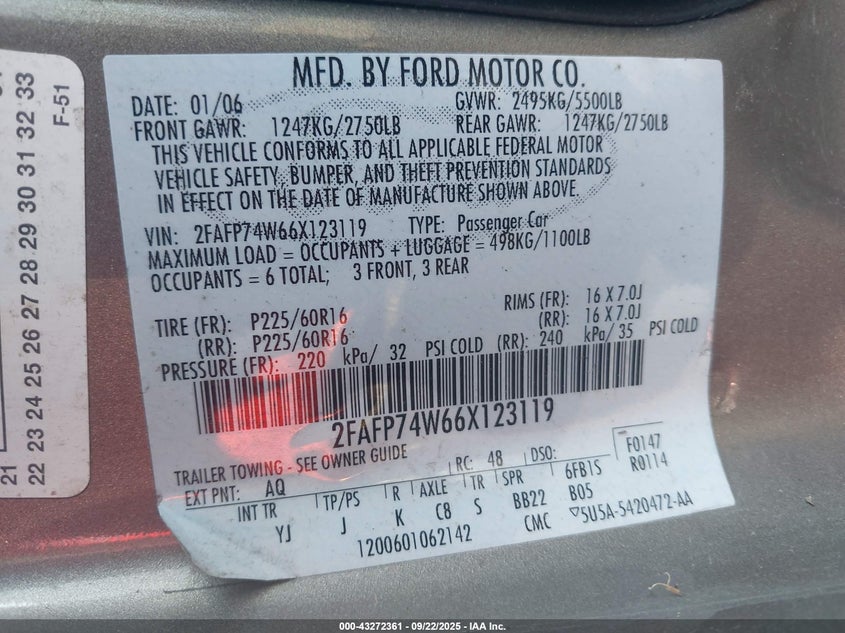 MFD. BY FORD MOTOR CO.
DATE: 01/06 GVWR: 2495KG/5500LB
FRONT GAWR: 1247KG/2750LB REAR GAWR: 1247KG/2750LB
THIS VEHICLE CONFORMS TO ALL APPLICABLE FEDERAL MOTOR
VEHICLE SAFETY, BUMPER, AND THEFT PREVENTION STANDARDS
IN EFFECT ON THE DATE OF MANUFACTURE SHOWN ABOVE.
VIN: 2FAFP74W66X123119 TYPE: Passenger Car
MAXIMUM LOAD = OCCUPANTS + LUGGAGE = 498KG/1100LB
OCCUPANTS = 6 TOTAL; 3 FRONT, 3 REAR
TIRE (FR): P225/60R16 RIMS (FR): 16 X 7.0J
(RR): P225/60R16 (RR): 16 X 7.0J
PRESSURE (FR): 220 kPa/ 32 PSI COLD (RR): 240 kPa/ 35 PSI COLD
2FAFP74W66X123119
TRAILER TOWING - SEE OWNER GUIDE
EXT PNT: AQ RC: 48 DSO: F0147
INT TR TP/PS R AXLE TR SPR 6FB1S R0114
YJ J K C8 S BB22 B05
1200601062142 CMC ▽5U5A-5420472-AA
F-51
21 22 23 24 25 26 27 28 29 30 31 32 33
000-43272361 - 09/22/2025 - IAA Inc.